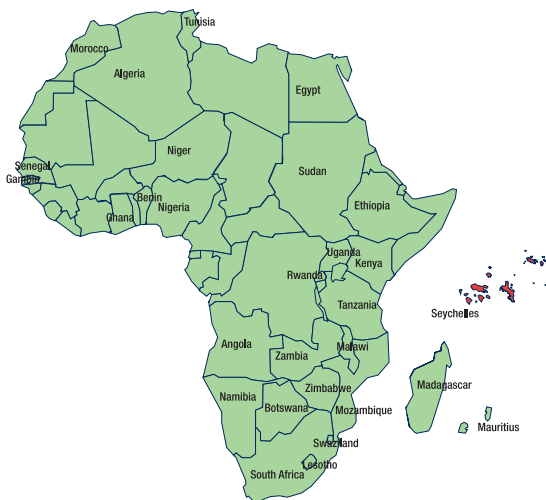 Tunisia
Morocco
Algeria
Egypt
Niger
Senegal
Gambia
Sudan
Benin
Nigeria
Ghana
Ethiopia
Uganda
Kenya
Rwanda
Tanzania
Seychelles
Angola
Malawi
Zambia
Madagascar
Zimbabwe
Namibia
Botswana
Mozambique
Mauritius
Swaziland
Lesotho
South Africa